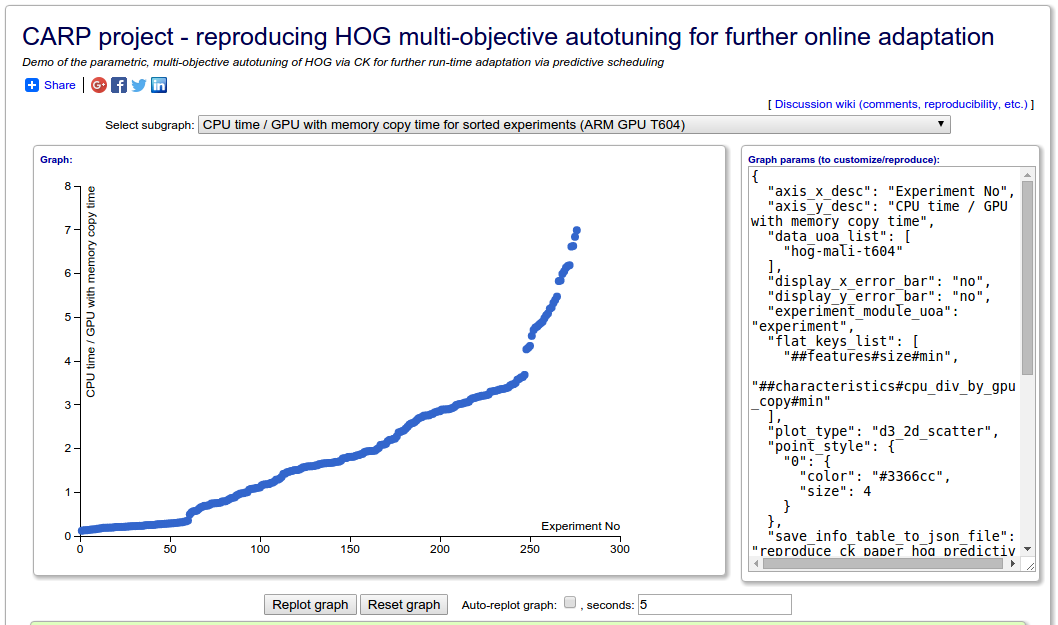 CARP project - reproducing HOG multi-objective autotuning for further online adaptation
Demo of the parametric, multi-objective autotuning of HOG via CK for further run-time adaptation via predictive scheduling
Share
[ Discussion wiki (comments, reproducibility, etc.) ]
Select subgraph: CPU time / GPU with memory copy time for sorted experiments (ARM GPU T604)
Graph:
CPU time / GPU with memory copy time
8
7
6
5
4
3
2
1
0
Experiment No
0 50 100 150 200 250 300
Graph params (to customize/reproduce):
{
"axis_x_desc": "Experiment No",
"axis_y_desc": "CPU time / GPU
with memory copy time",
"data_uoa_list": [
"hog-mali-t604"
],
"display_x_error_bar": "no",
"display_y_error_bar": "no",
"experiment_module_uoa":
"experiment",
"flat_keys_list": [
"##features#size#min",
"##characteristics#cpu_div_by_gpu
_copy#min"
],
"plot_type": "d3_2d_scatter",
"point_style": {
"0": {
"color": "#3366cc",
"size": 4
}
},
"save_info_table_to_json_file":
"reproduce_ck_paper_hog_predictiv
Replot graph Reset graph Auto-replot graph: , seconds: 5